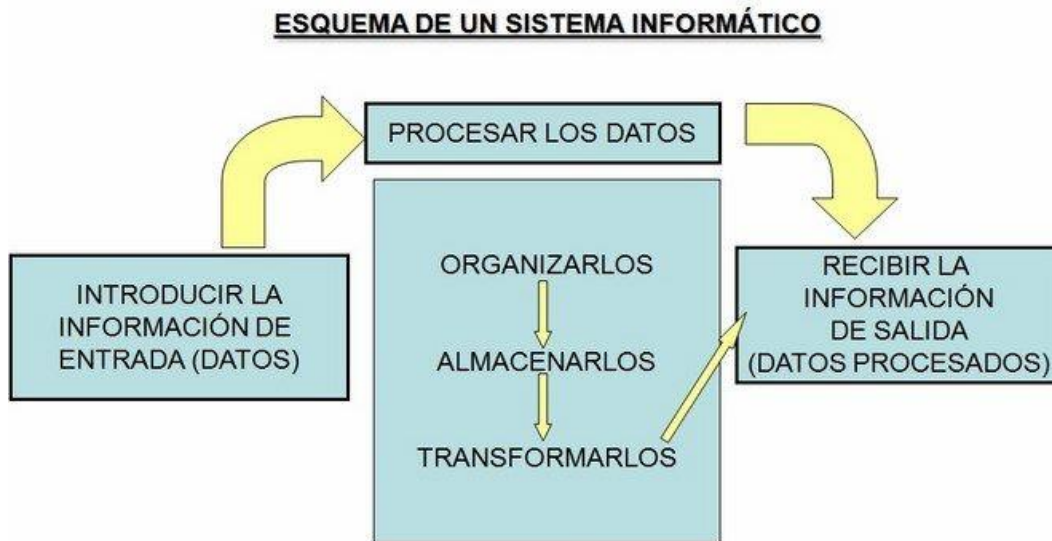 ESQUEMA DE UN SISTEMA INFORMÁTICO
INTRODUCIR LA
INFORMACIÓN DE
ENTRADA (DATOS)
PROCESAR LOS DATOS
ORGANIZARLOS
ALMACENARLOS
TRANSFORMARLOS
RECIBIR LA
INFORMACIÓN
DE SALIDA
(DATOS PROCESADOS)